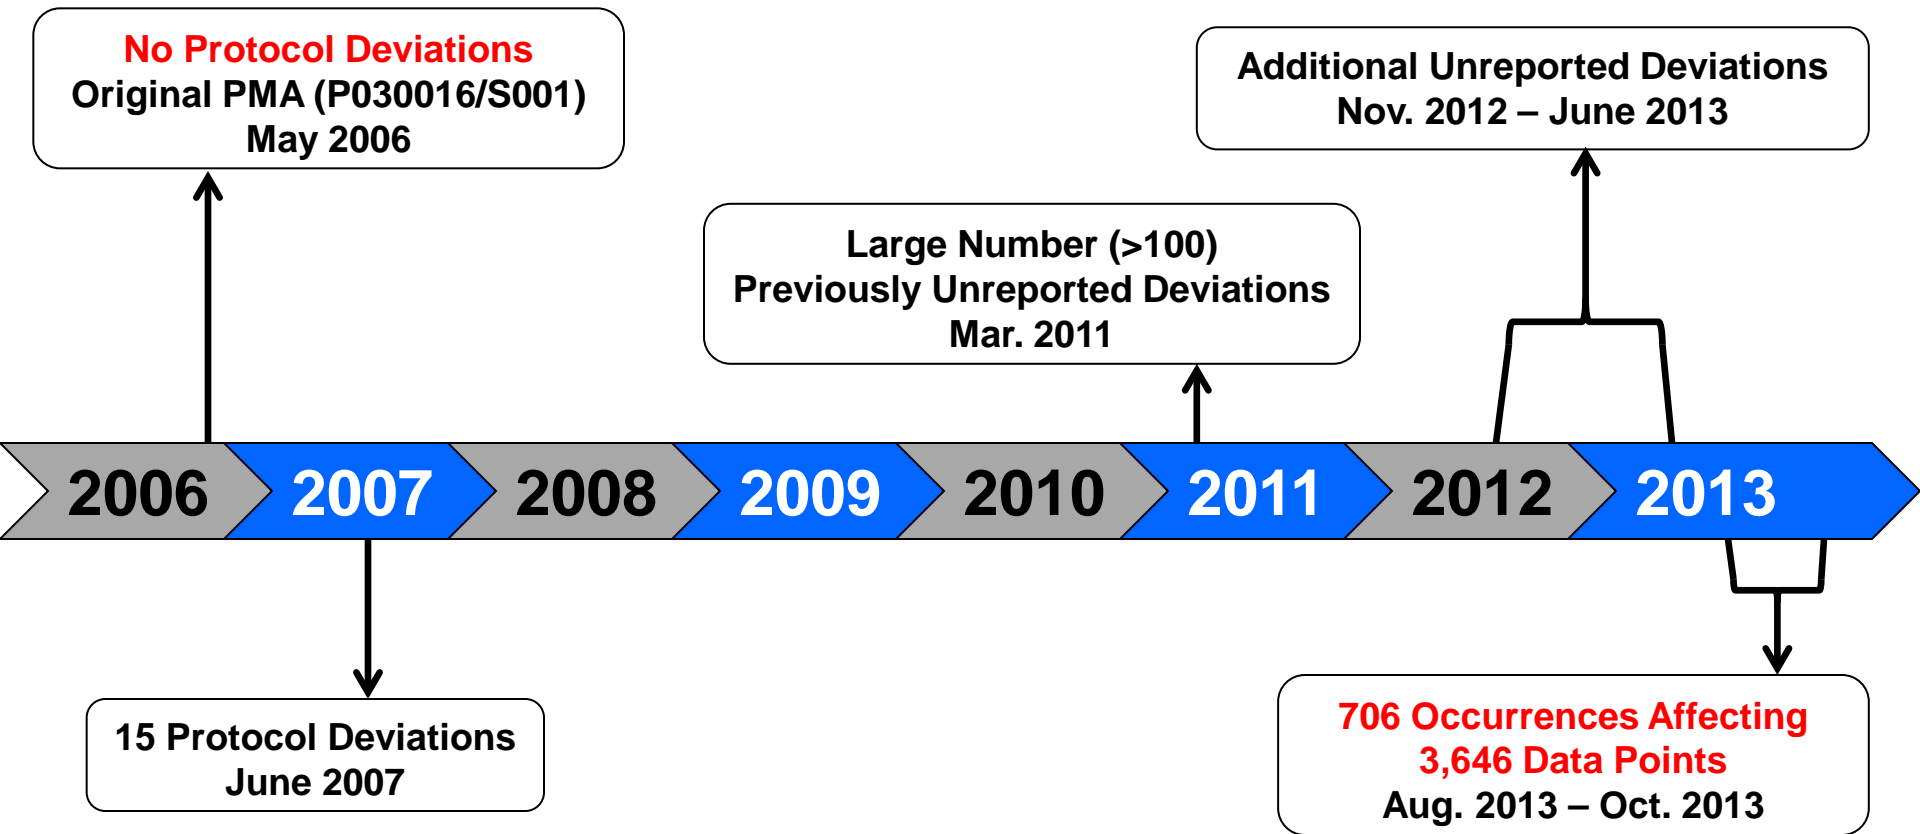 No Protocol Deviations
Original PMA (P030016/S001)
May 2006
Additional Unreported Deviations
Nov. 2012 – June 2013
Large Number (>100)
Previously Unreported Deviations
Mar. 2011
2006
2007
2008
2009
2010
2011
2012
2013
15 Protocol Deviations
June 2007
706 Occurrences Affecting
3,646 Data Points
Aug. 2013 – Oct. 2013